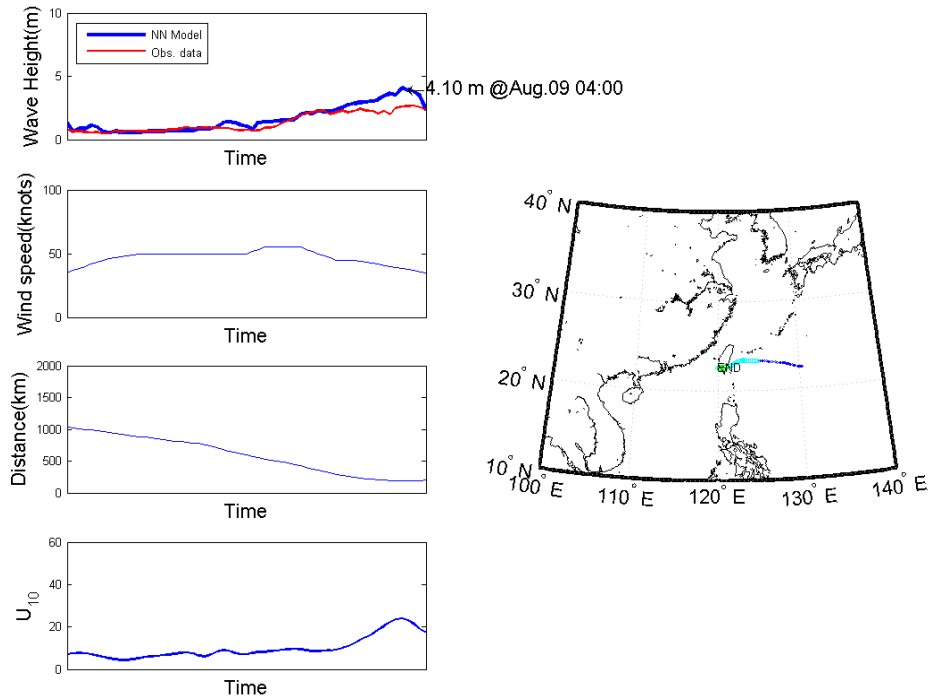 10
5
0
Wave Height(m)
NN Model
Obs. data
4.10 m @Aug.09 04:00
Time
100
50
0
Wind speed(knots)
Time
2000
1500
1000
500
0
Distance(km)
Time
60
40
20
0
U10
Time
40° N
30° N
20° N
10° N
100° E
110° E
120° E
130° E
140° E
END